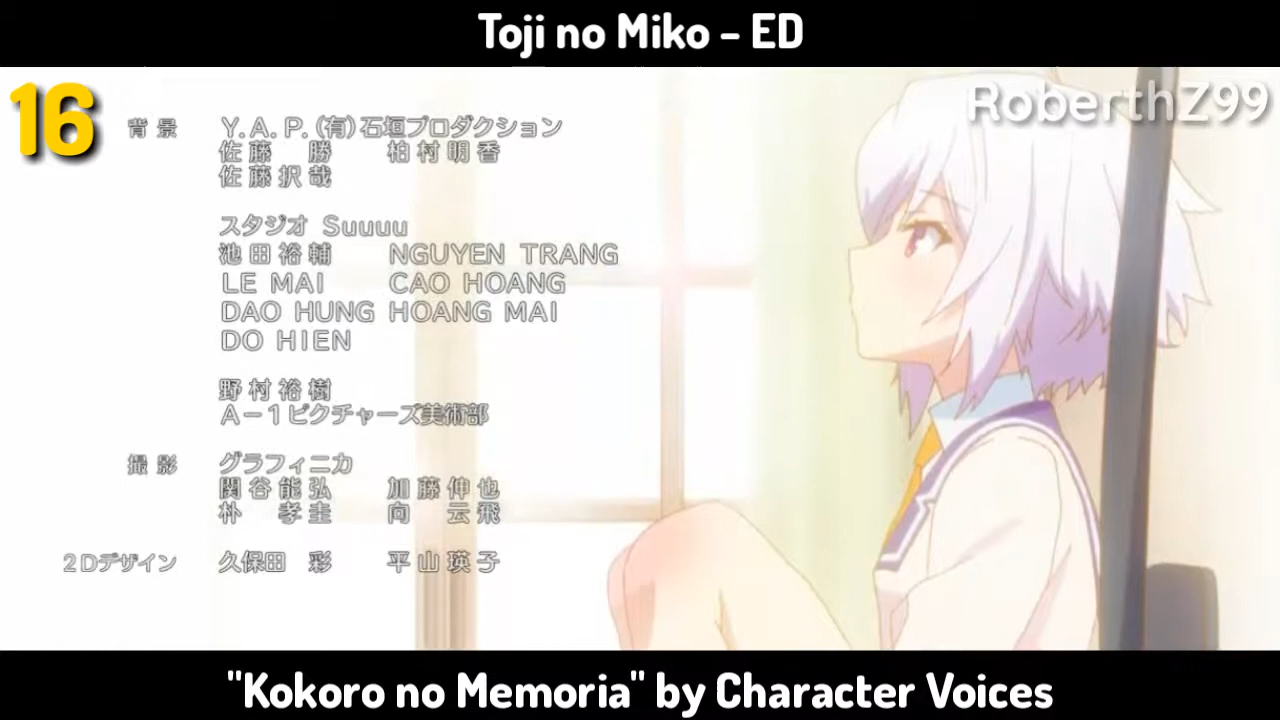 Toji no Miko – ED
16
RoberthZ99
背景 Y.A.P.(有)石垣プロダクション
佐藤 勝 柏村明香
佐藤択哉
スタジオ Suuuu
池田裕輔 NGUYEN TRANG
LE MAI CAO HOANG
DAO HUNG HOANG MAI
DO HIEN
野村裕樹
A-1ピクチャーズ美術部
撮影 グラフィニカ
関谷能弘 加藤伸也
朴 孝圭 向 云飛
2Dデザイン 久保田 彩 平山瑛子
"Kokoro no Memoria" by Character Voices